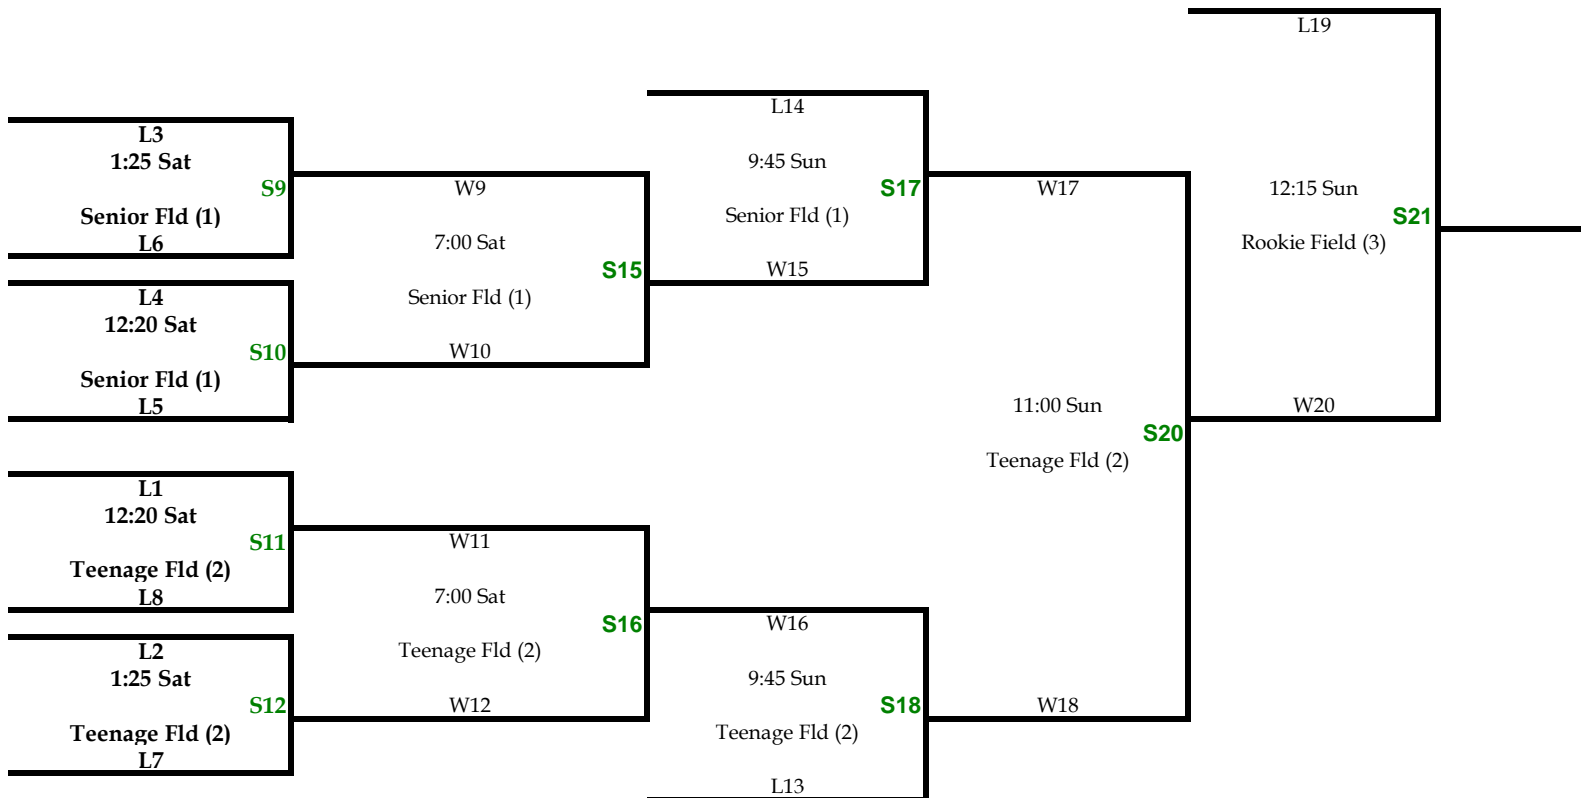 L19
L14
L3
1:25 Sat
9:45 Sun
S9
W9
S17
W17
12:15 Sun
Senior Fld (1)
Senior Fld (1)
S21
L6
7:00 Sat
Rookie Field (3)
S15
W15
L4
Senior Fld (1)
12:20 Sat
S10
W10
Senior Fld (1)
L5
11:00 Sun
W20
S20
Teenage Fld (2)
L1
12:20 Sat
S11
W11
Teenage Fld (2)
L8
7:00 Sat
S16
W16
L2
Teenage Fld (2)
1:25 Sat
9:45 Sun
S12
W12
S18
W18
Teenage Fld (2)
Teenage Fld (2)
L7
L13